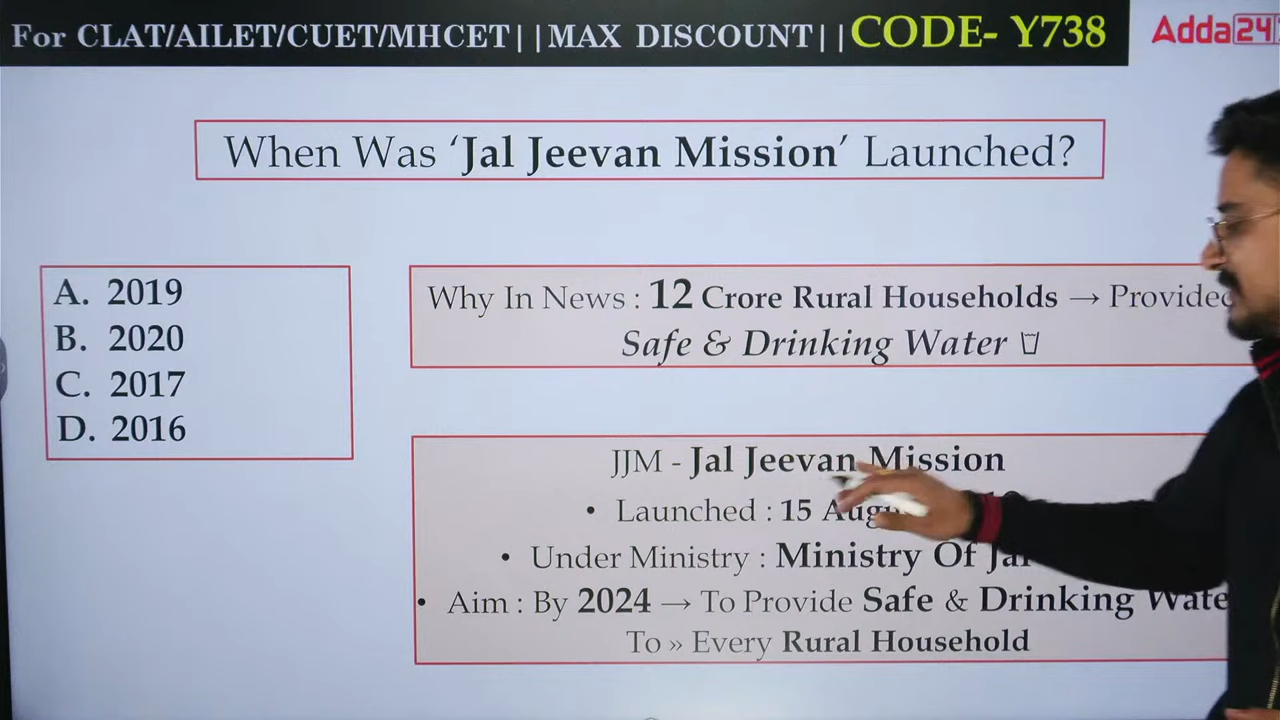 For CLAT/AILET/CUET/MHCET||MAX DISCOUNT||CODE- Y738
Adda24
When Was ‘Jal Jeevan Mission’ Launched?
A. 2019
B. 2020
C. 2017
D. 2016
Why In News : 12 Crore Rural Households → Provided
Safe & Drinking Water
JJM - Jal Jeevan Mission
• Launched : 15
• Under Ministry : Ministry Of
• Aim : By 2024 → To Provide Safe & Drinking
To » Every Rural Household